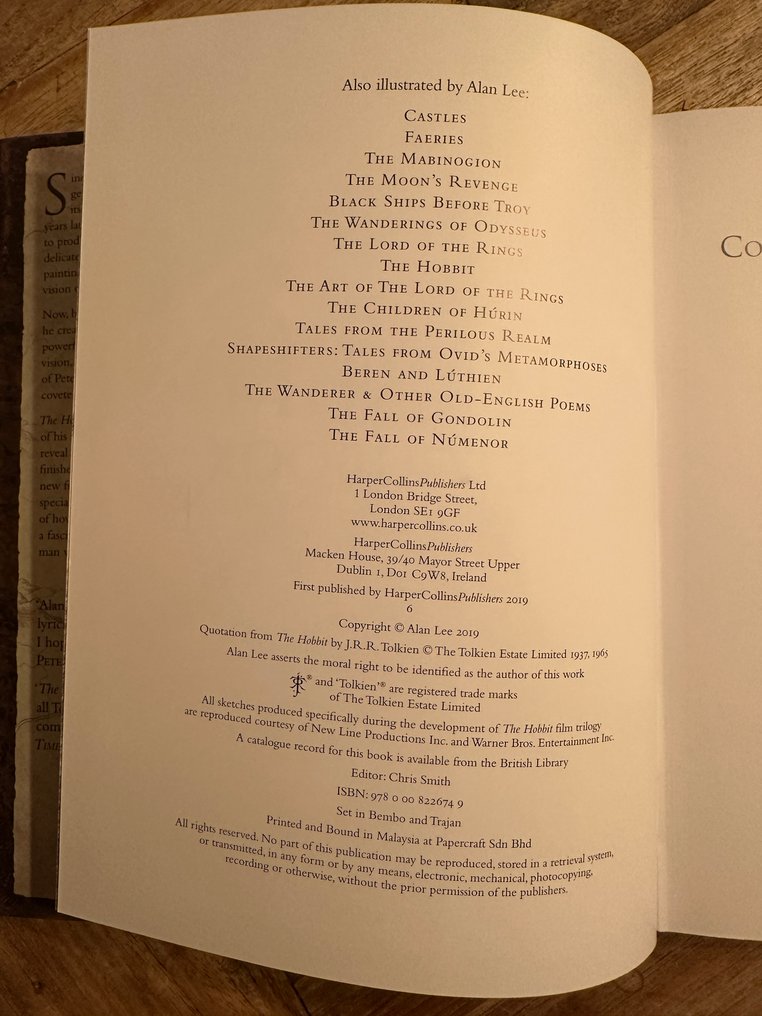 Also illustrated by Alan Lee:
CASTLES
FAERIES
THE MABINOGION
THE MOON'S REVENGE
BLACK SHIPS BEFORE TROY
THE WANDERINGS OF ODYSSEUS
THE LORD OF THE RINGS
THE HOBBIT
THE ART OF THE LORD OF THE RINGS
THE CHILDREN OF HÚRIN
TALES FROM THE PERILOUS REALM
SHAPESHIFTERS: TALES FROM OVID'S METAMORPHOSES
BEREN AND LÚTHIEN
THE WANDERER & OTHER OLD-ENGLISH POEMS
THE FALL OF GONDOLIN
THE FALL OF NÚMENOR
HarperCollinsPublishers Ltd
1 London Bridge Street,
London SE1 9GF
www.harpercollins.co.uk
HarperCollinsPublishers
Macken House, 39/40 Mayor Street Upper
Dublin 1, D01 C9W8, Ireland
First published by HarperCollinsPublishers 2019
6
Copyright © Alan Lee 2019
Quotation from The Hobbit by J.R.R. Tolkien © The Tolkien Estate Limited 1937, 1965
Alan Lee asserts the moral right to be identified as the author of this work
® and 'Tolkien'® are registered trade marks
of The Tolkien Estate Limited
All sketches produced specifically during the development of The Hobbit film trilogy
are reproduced courtesy of New Line Productions Inc. and Warner Bros. Entertainment Inc.
A catalogue record for this book is available from the British Library
Editor: Chris Smith
ISBN: 978 0 00 822674 9
Set in Bembo and Trajan
Printed and Bound in Malaysia at Papercraft Sdn Bhd
All rights reserved. No part of this publication may be reproduced, stored in a retrieval system,
or transmitted, in any form or by any means, electronic, mechanical, photocopying,
recording or otherwise, without the prior permission of the publishers.